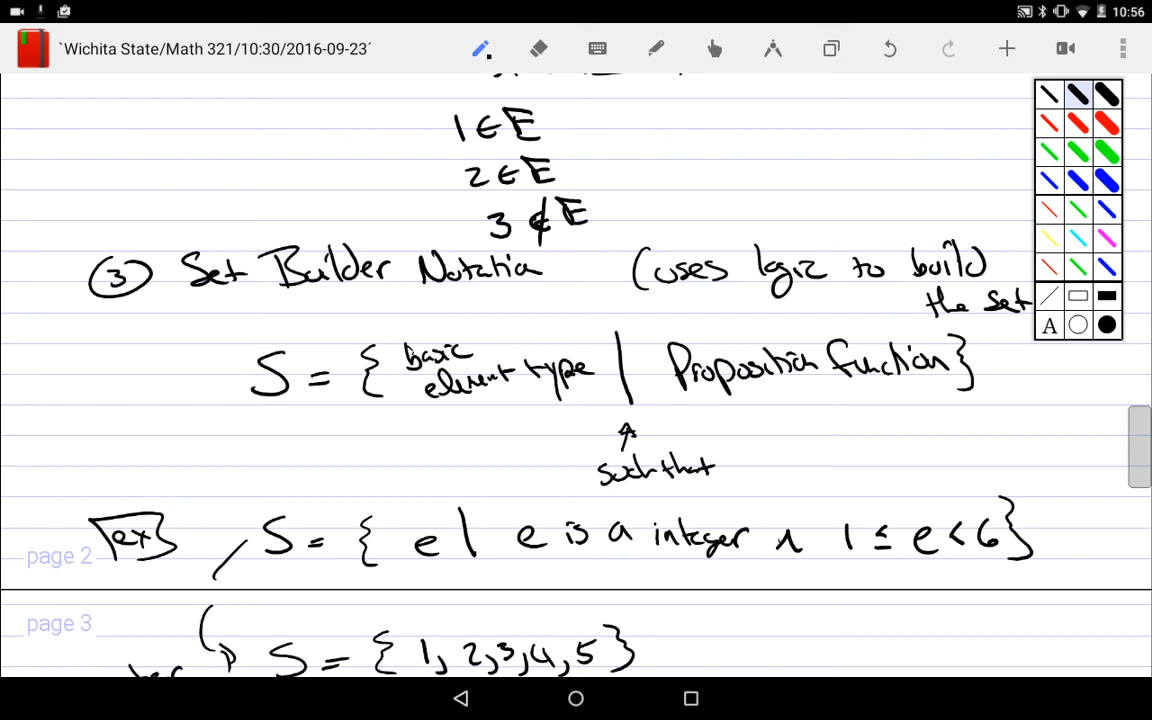 10:56
`Wichita State/Math 321/10:30/2016-09-23´
1 ∈ E
2 ∈ E
3 ∉ E
③ Set Builder Notation (uses logic to build
the set
S = { basic element type | Proposition function }
↑
such that
ex S = { e | e is a integer ∧ 1 ≤ e < 6 }
page 2
page 3
S = { 1, 2, 3, 4, 5 }
A